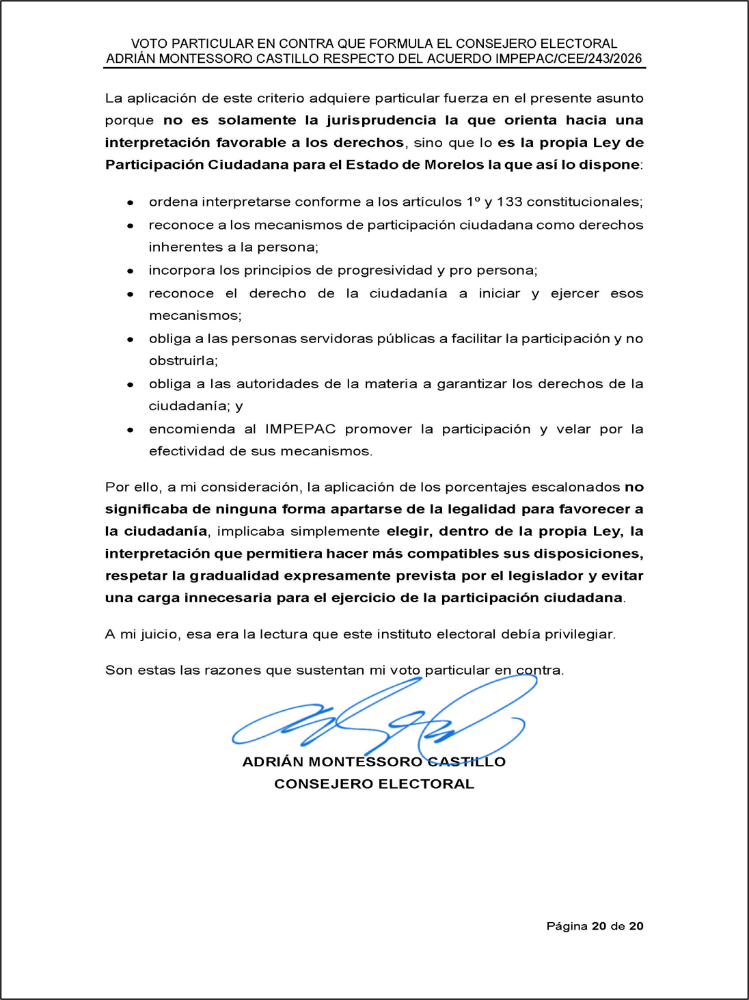 VOTO PARTICULAR EN CONTRA QUE FORMULA EL CONSEJERO ELECTORAL
ADRIÁN MONTESSORO CASTILLO RESPECTO DEL ACUERDO IMPEPAC/CEE/243/2026
La aplicación de este criterio adquiere particular fuerza en el presente asunto
porque no es solamente la jurisprudencia la que orienta hacia una
interpretación favorable a los derechos, sino que lo es la propia Ley de
Participación Ciudadana para el Estado de Morelos la que así lo dispone:
• ordena interpretarse conforme a los artículos 1º y 133 constitucionales;
• reconoce a los mecanismos de participación ciudadana como derechos
inherentes a la persona;
• incorpora los principios de progresividad y pro persona;
• reconoce el derecho de la ciudadanía a iniciar y ejercer esos
mecanismos;
• obliga a las personas servidoras públicas a facilitar la participación y no
obstruirla;
• obliga a las autoridades de la materia a garantizar los derechos de la
ciudadanía; y
• encomienda al IMPEPAC promover la participación y velar por la
efectividad de sus mecanismos.
Por ello, a mi consideración, la aplicación de los porcentajes escalonados no
significaba de ninguna forma apartarse de la legalidad para favorecer a
la ciudadanía, implicaba simplemente elegir, dentro de la propia Ley, la
interpretación que permitiera hacer más compatibles sus disposiciones,
respetar la gradualidad expresamente prevista por el legislador y evitar
una carga innecesaria para el ejercicio de la participación ciudadana.
A mi juicio, esa era la lectura que este instituto electoral debía privilegiar.
Son estas las razones que sustentan mi voto particular en contra.
ADRIÁN MONTESSORO CASTILLO
CONSEJERO ELECTORAL
Página 20 de 20